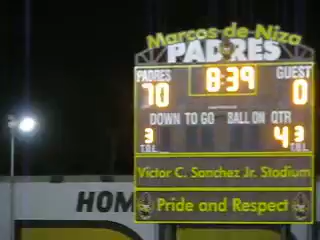 Marcos de Niza
PADRES
PADRES 8:39 GUEST
70 0
DOWN TO GO BALL ON QTR
3 4 3
T.O.L. T.O.L.
Victor C. Sanchez Jr. Stadium
Pride and Respect
HOM